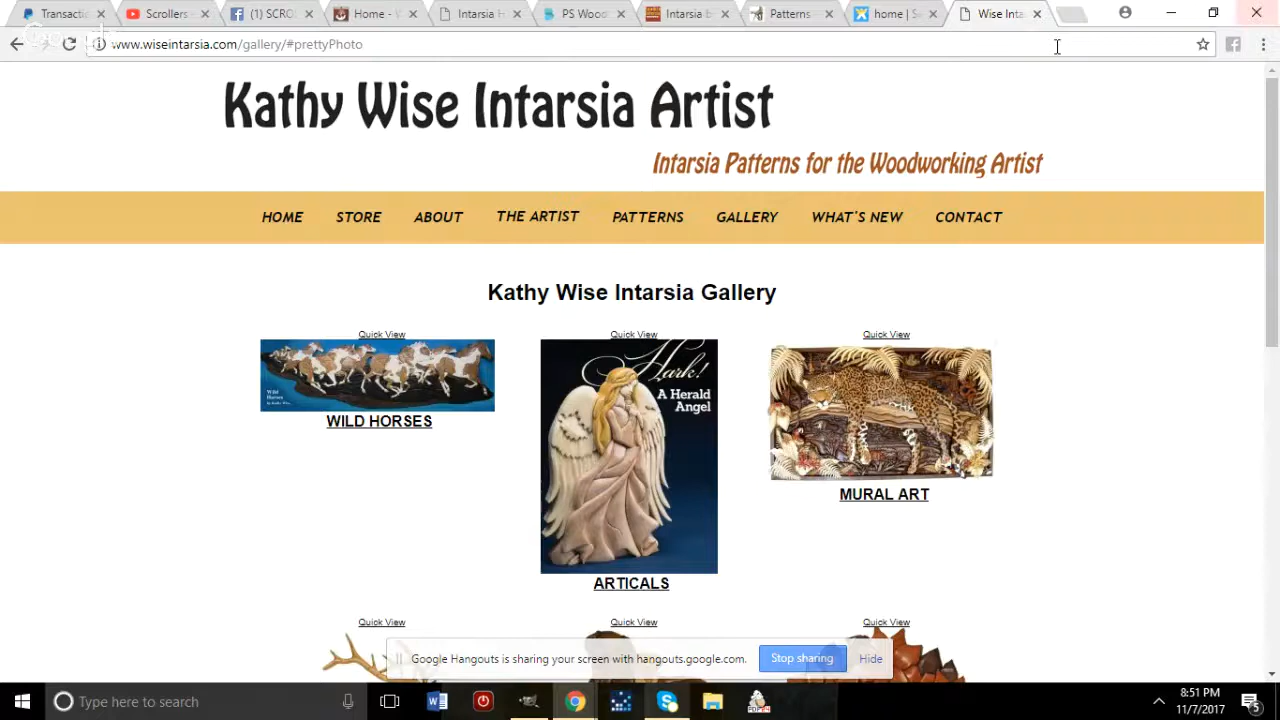 Transactio
Scrollers
(1) SCRO
Home - W
Intarsia H
PS Wood
Intarsia b
Patterns
home | Se
Wise Inta
www.wiseintarsia.com/gallery/#prettyPhoto
Kathy Wise Intarsia Artist
Intarsia Patterns for the Woodworking Artist
HOME STORE ABOUT THE ARTIST PATTERNS GALLERY WHAT'S NEW CONTACT
Kathy Wise Intarsia Gallery
Quick View Quick View Quick View
Wild
Horses
WILD HORSES
Hark!
A Herald
Angel
ARTICALS
MURAL ART
Quick View Quick View Quick View
Google Hangouts is sharing your screen with hangouts.google.com. Stop sharing Hide
Type here to search
8:51 PM
11/7/2017
5